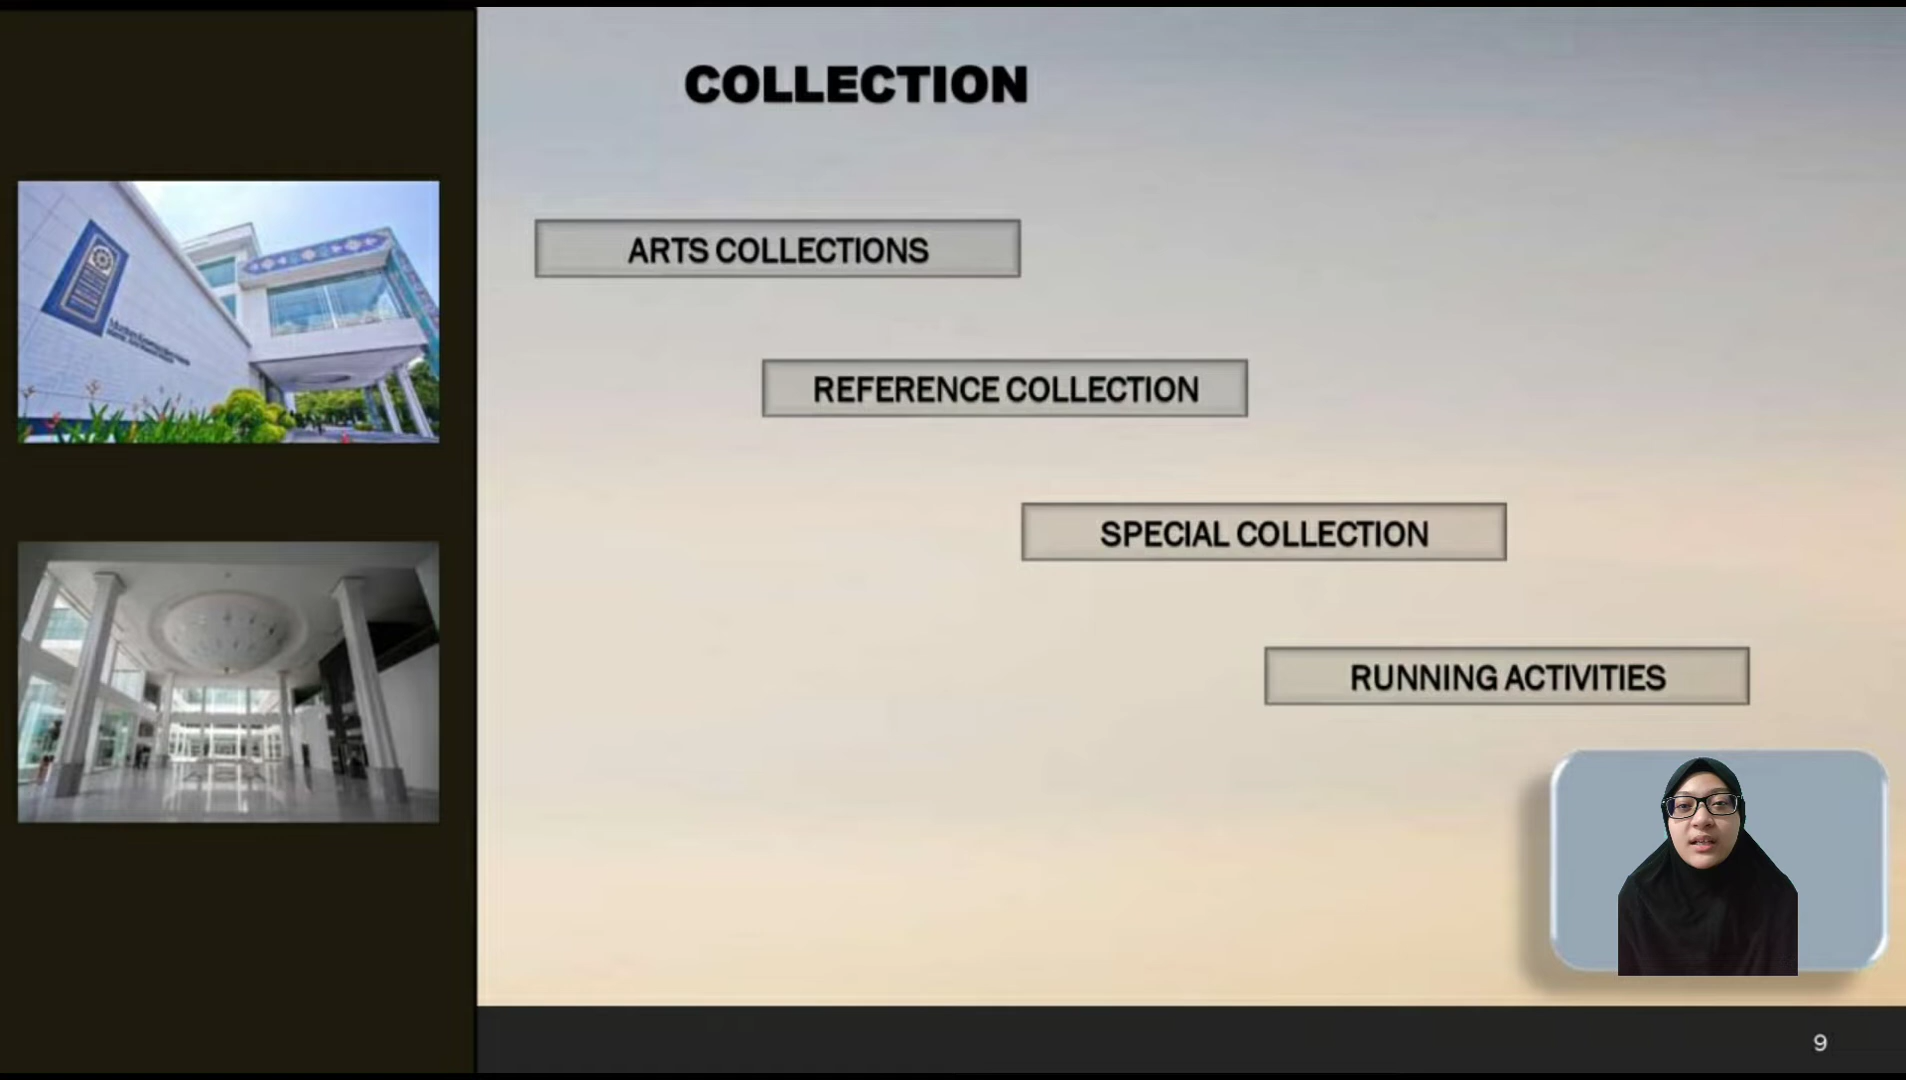 COLLECTION
ARTS COLLECTIONS
REFERENCE COLLECTION
SPECIAL COLLECTION
RUNNING ACTIVITIES
9